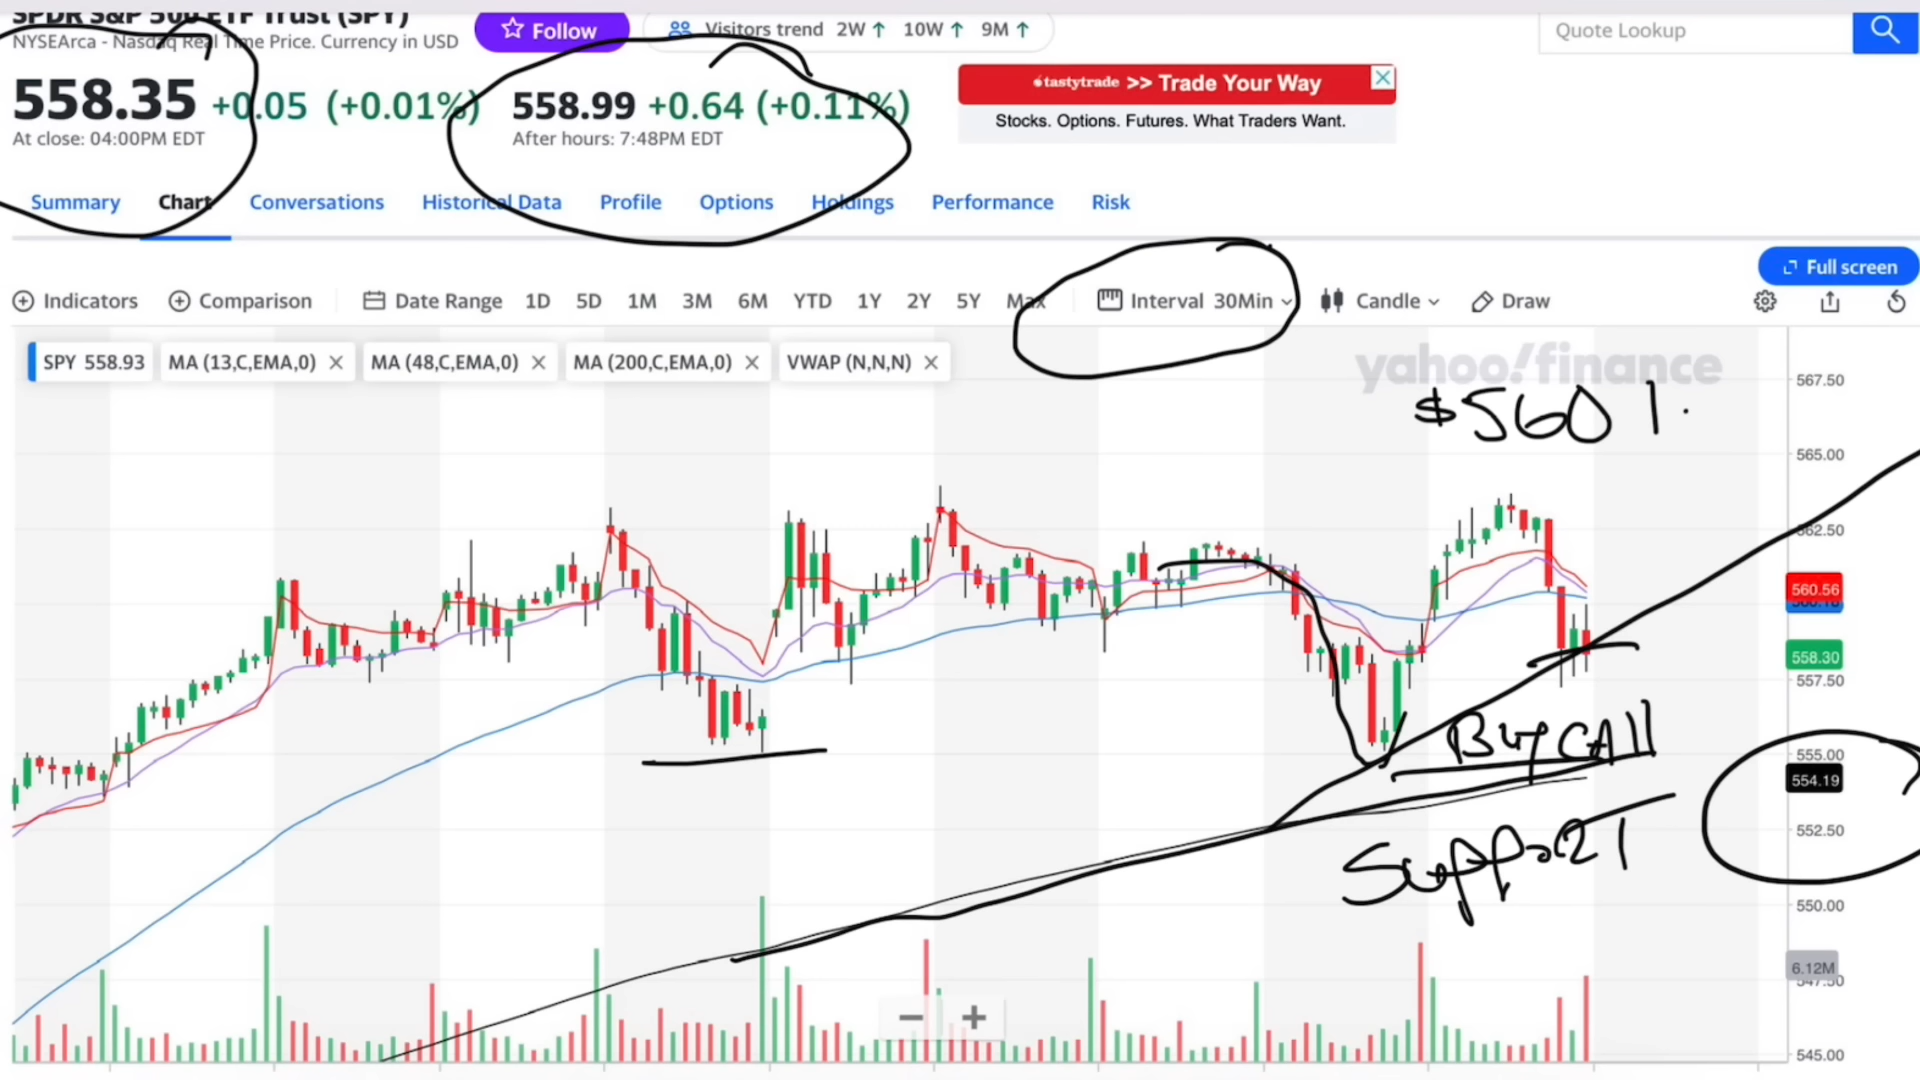 SPDR S&P 500 ETF Trust (SPY)
Follow
Visitors trend 2W ↑ 10W ↑ 9M ↑
Quote Lookup
NYSEArca - Nasdaq Real Time Price. Currency in USD
558.35 +0.05 (+0.01%) 558.99 +0.64 (+0.11%)
At close: 04:00PM EDT After hours: 7:48PM EDT
tastytrade >> Trade Your Way
Stocks. Options. Futures. What Traders Want.
Summary Chart Conversations Historical Data Profile Options Holdings Performance Risk
Full screen
Indicators Comparison Date Range 1D 5D 1M 3M 6M YTD 1Y 2Y 5Y Max Interval 30Min Candle Draw
SPY 558.93 MA (13,C,EMA,0) MA (48,C,EMA,0) MA (200,C,EMA,0) VWAP (N,N,N)
yahoo!finance
567.50
$560
565.00
562.50
560.56
558.30
557.50
Buy CAll
555.00
554.19
552.50
Support
550.00
6.12M
547.50
545.00